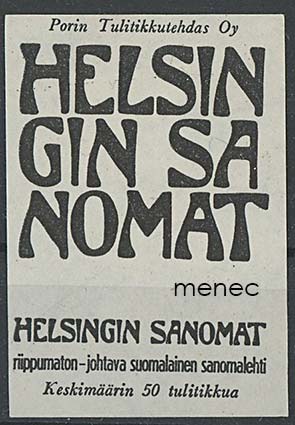 Porin Tulitikkutehdas Oy
HELSIN
GIN SA
NOMAT
menec
HELSINGIN SANOMAT
riippumaton-johtava suomalainen sanomalehti
Keskimäärin 50 tulitikkua